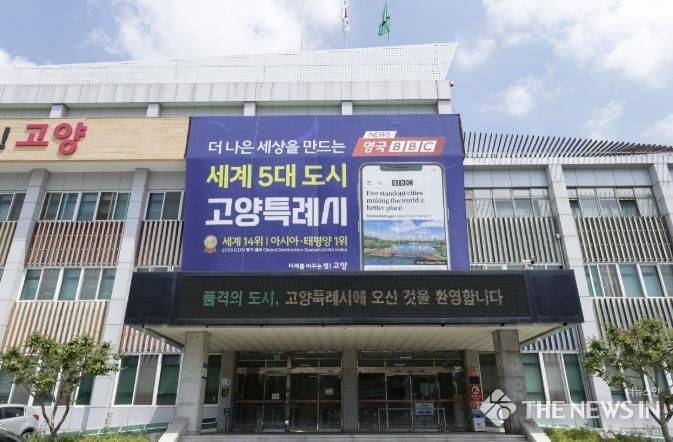 ! 고양
더 나은 세상을 만드는
NEWS
영국 BBC
세계 5대 도시
고양특례시
세계 14위 | 아시아·태평양 1위
BBC
Five standout cities
making the world a
better place
미래를 바꾸는 힘! 고양
품격의 도시, 고양특례시에 오신 것을 환영합니다
THE NEWS IN